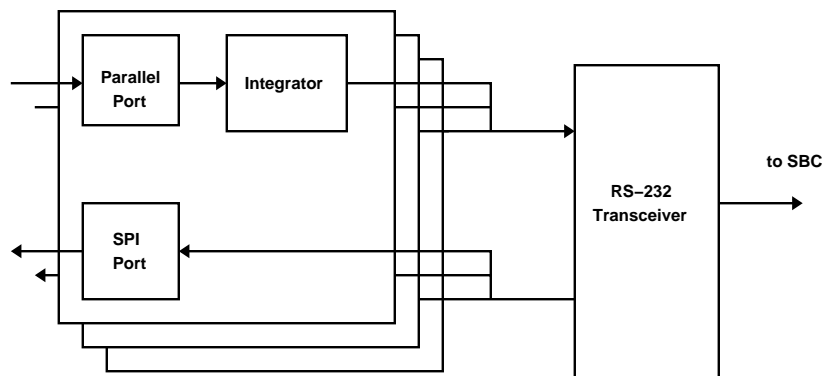 Parallel
Port
Integrator
SPI
Port
RS–232
Transceiver
to SBC